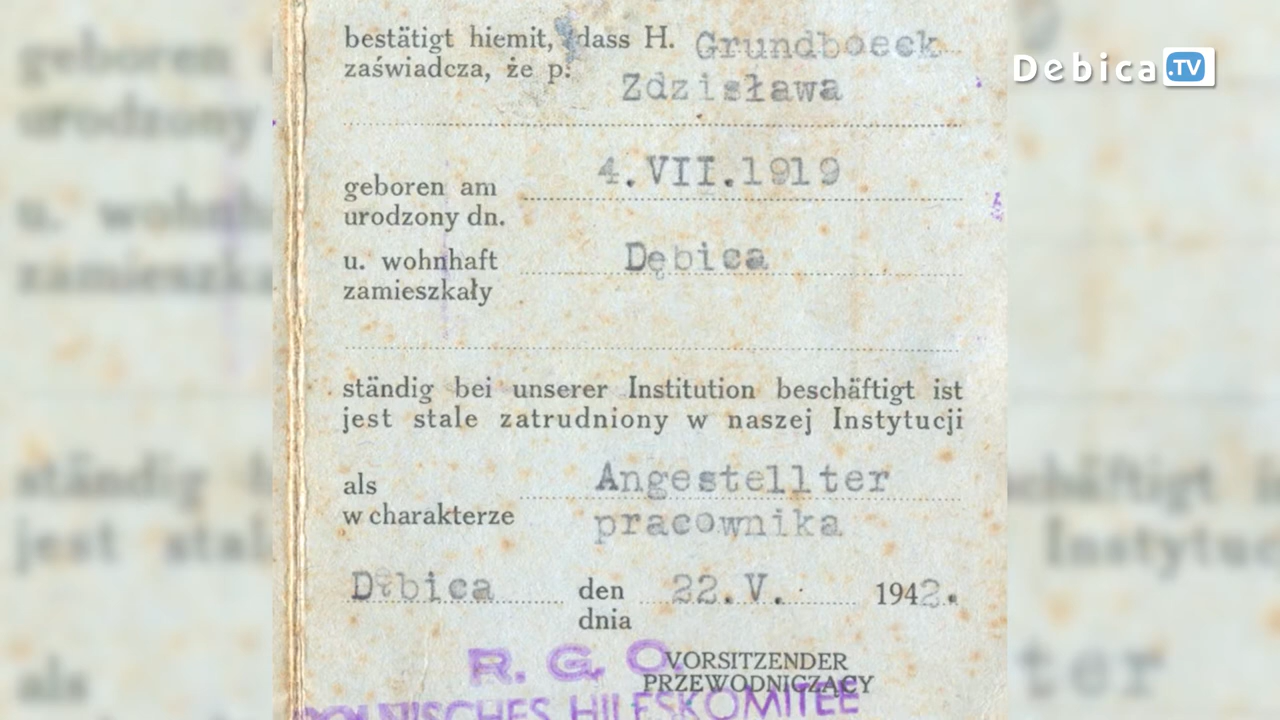 bestätigt hiemit, dass H. Grundboeck
zaświadcza, że p.
Zdzisława
Debica.TV
4.VII.1919
geboren am
urodzony dn.
u. wohnhaft Dębica
zamieszkały
ständig bei unserer Institution beschäftigt ist
jest stale zatrudniony w naszej Instytucji
als Angestellter
w charakterze pracownika
Dębica den 22.V. 1942.
dnia
R. G. O. VORSITZENDER
PRZEWODNICZĄCY
POLNISCHES HILFSKOMITEE